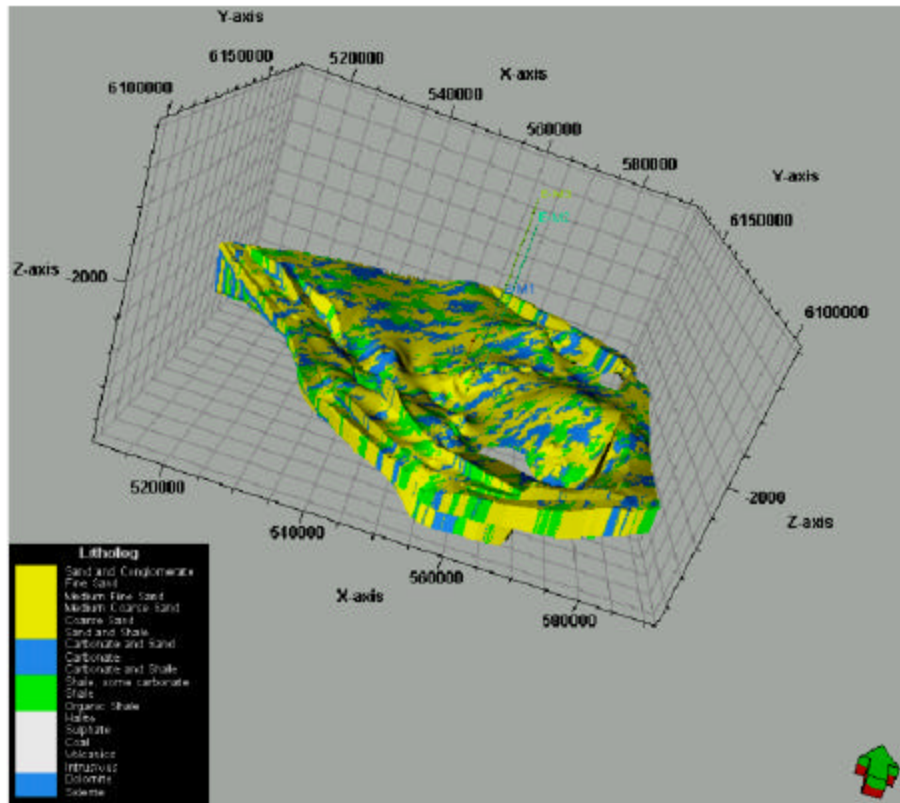 Y-axis
6150000
520000
6100000
X-axis
540000
560000
580000
Y-axis
6150000
6100000
Z-axis
-2000
-2000
Z-axis
520000
540000
560000
580000
X-axis
Litholog
Sand and Conglomerate
Fine Sand
Medium Fine Sand
Medium Coarse Sand
Coarse Sand
Sand and Shale
Carbonate and Sand
Carbonate
Carbonate and Shale
Shale, some carbonate
Shale
Organic Shale
Halite
Sulphate
Coal
Volcanics
Intrusives
Dolomite
Siderite